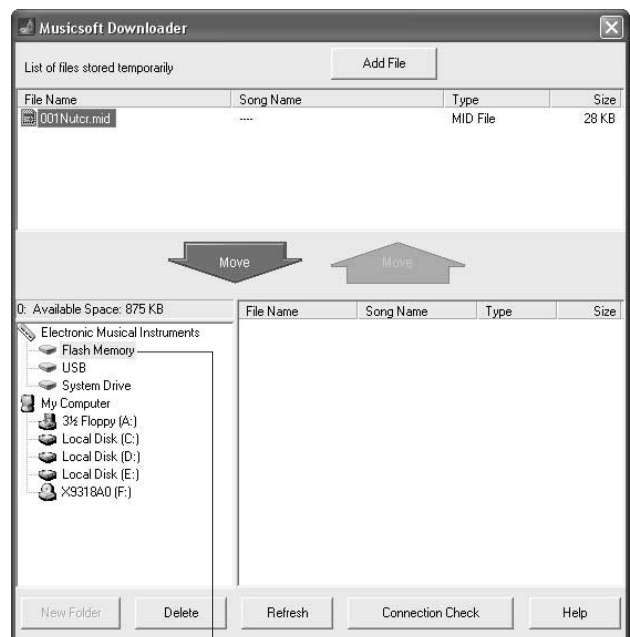 Musicsoft Downloader
List of files stored temporarily
Add File
File Name Song Name Type Size
001Nutcr.mid ---- MID File 28 KB
Move
Move
0: Available Space: 875 KB
File Name Song Name Type Size
Electronic Musical Instruments
Flash Memory
USB
System Drive
My Computer
3½ Floppy (A:)
Local Disk (C:)
Local Disk (D:)
Local Disk (E:)
X9318A0 (F:)
New Folder Delete Refresh Connection Check Help